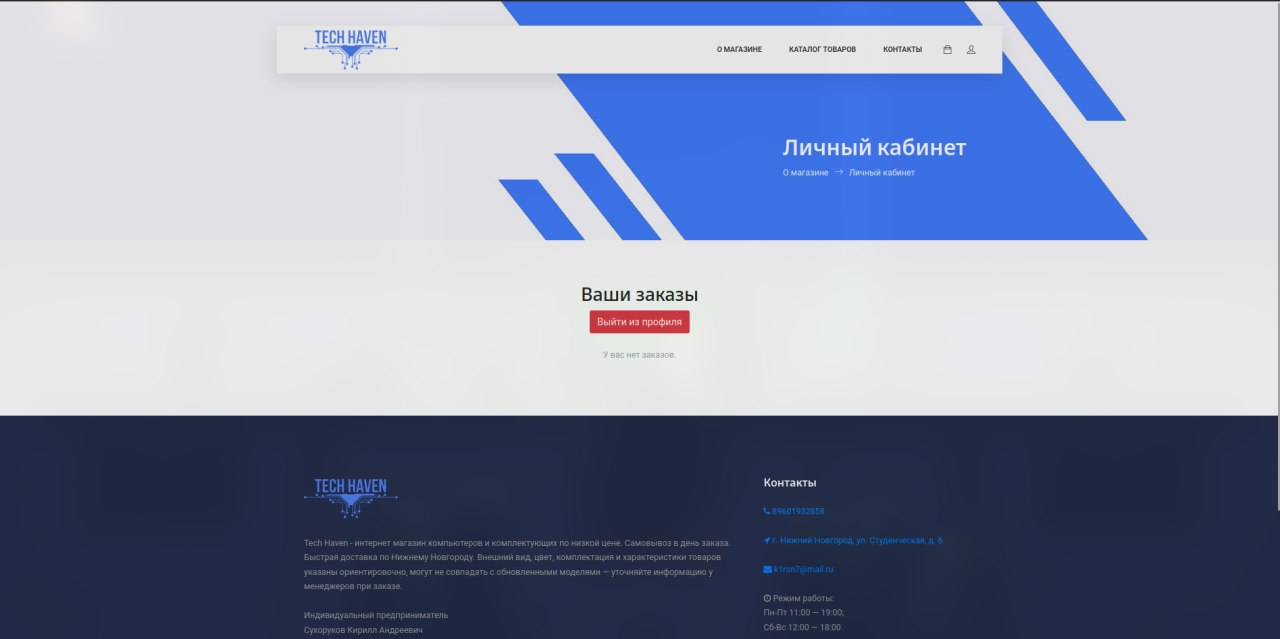 TECH HAVEN
О МАГАЗИНЕ КАТАЛОГ ТОВАРОВ КОНТАКТЫ
Личный кабинет
О магазине → Личный кабинет
Ваши заказы
Выйти из профиля
У вас нет заказов.
TECH HAVEN
Tech Haven - интернет магазин компьютеров и комплектующих по низкой цене. Самовывоз в день заказа.
Быстрая доставка по Нижнему Новгороду. Внешний вид, цвет, комплектация и характеристики товаров
указаны ориентировочно, могут не совпадать с обновленными моделями — уточняйте информацию у
менеджеров при заказе.
Индивидуальный предприниматель
Сухоруков Кирилл Андреевич
Контакты
89601932858
г. Нижний Новгород, ул. Студенческая, д. 6
k1rsn7@mail.ru
Режим работы:
Пн-Пт 11:00 — 19:00;
Сб-Вс 12:00 — 18:00